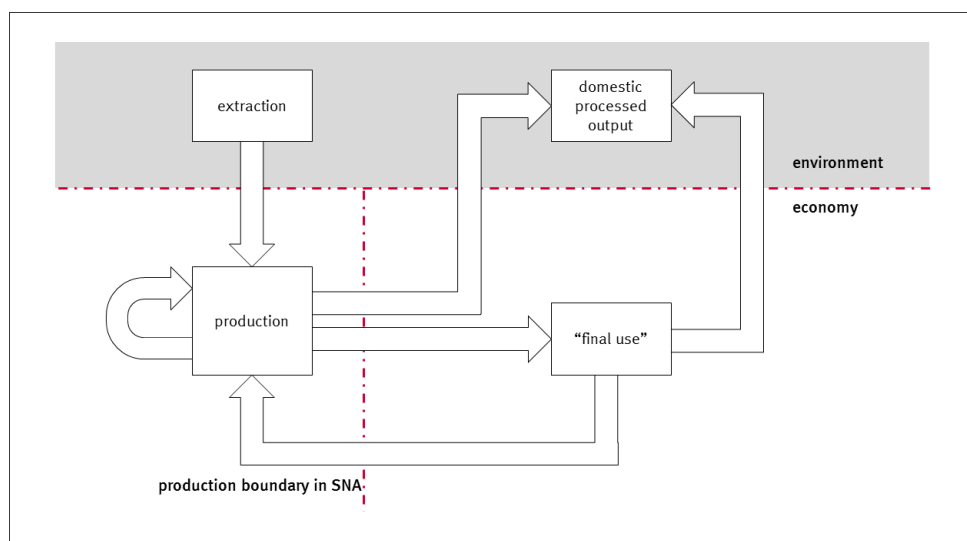 extraction
domestic
processed
output
environment
economy
production
“final use”
production boundary in SNA